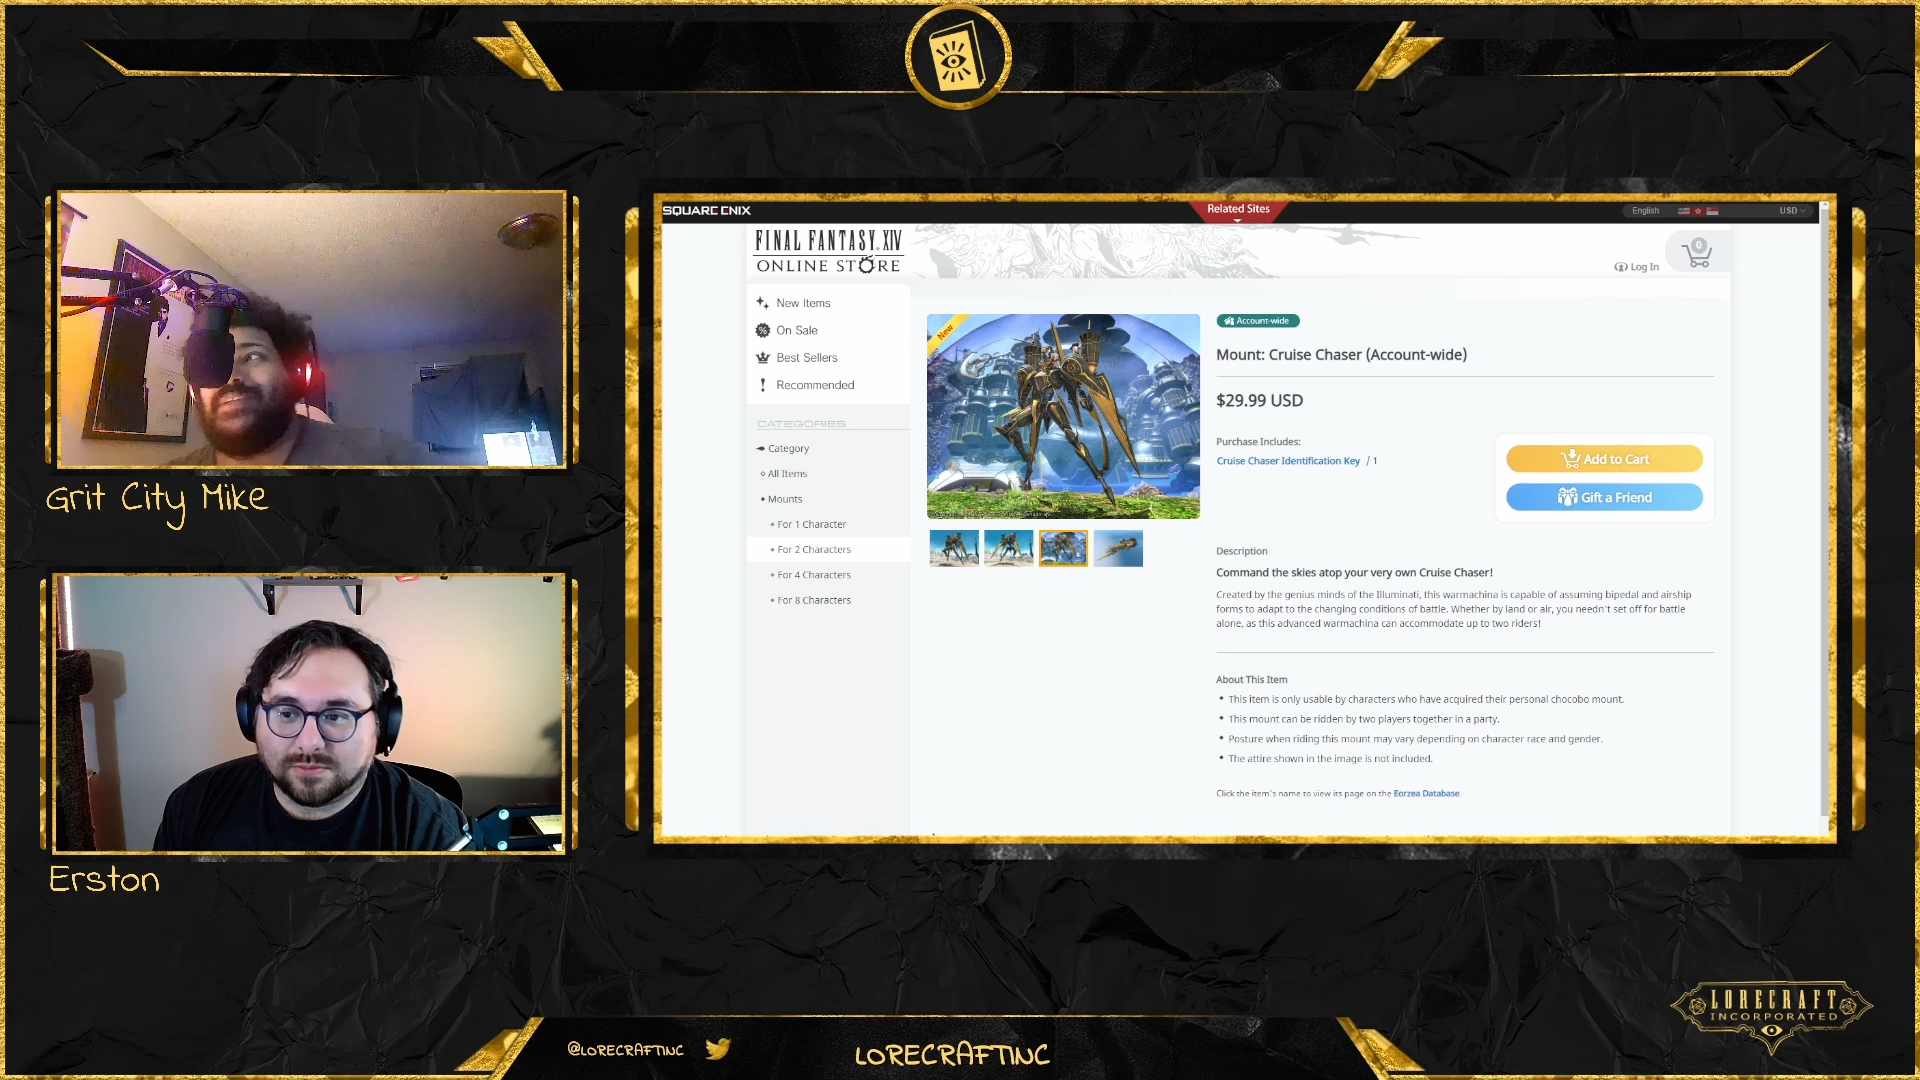 Grit City Mike
Erston
SQUARE ENIX
Related Sites
English
USD
FINAL FANTASY XIV
ONLINE STORE
Log In
0
New Items
On Sale
Best Sellers
Recommended
CATEGORIES
Category
All Items
Mounts
For 1 Character
For 2 Characters
For 4 Characters
For 8 Characters
New
Account-wide
Mount: Cruise Chaser (Account-wide)
$29.99 USD
Purchase Includes:
Cruise Chaser Identification Key / 1
Add to Cart
Gift a Friend
Description
Command the skies atop your very own Cruise Chaser!
Created by the genius minds of the Illuminati, this warmachina is capable of assuming bipedal and airship
forms to adapt to the changing conditions of battle. Whether by land or air, you needn't set off for battle
alone, as this advanced warmachina can accommodate up to two riders!
About This Item
This item is only usable by characters who have acquired their personal chocobo mount.
This mount can be ridden by two players together in a party.
Posture when riding this mount may vary depending on character race and gender.
The attire shown in the image is not included.
Click the item's name to view its page on the Eorzea Database.
@LORECRAFTINC
LORECRAFTINC
LORECRAFT
INCORPORATED